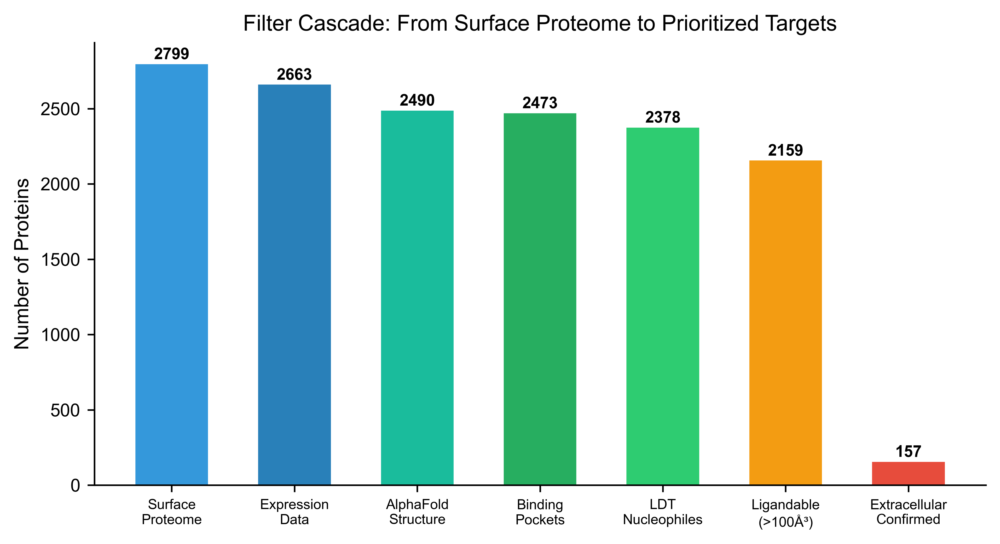 Filter Cascade: From Surface Proteome to Prioritized Targets
Number of Proteins
2500
2000
1500
1000
500
0
2799
2663
2490
2473
2378
2159
157
Surface
Proteome
Expression
Data
AlphaFold
Structure
Binding
Pockets
LDT
Nucleophiles
Ligandable
(>100Å³)
Extracellular
Confirmed